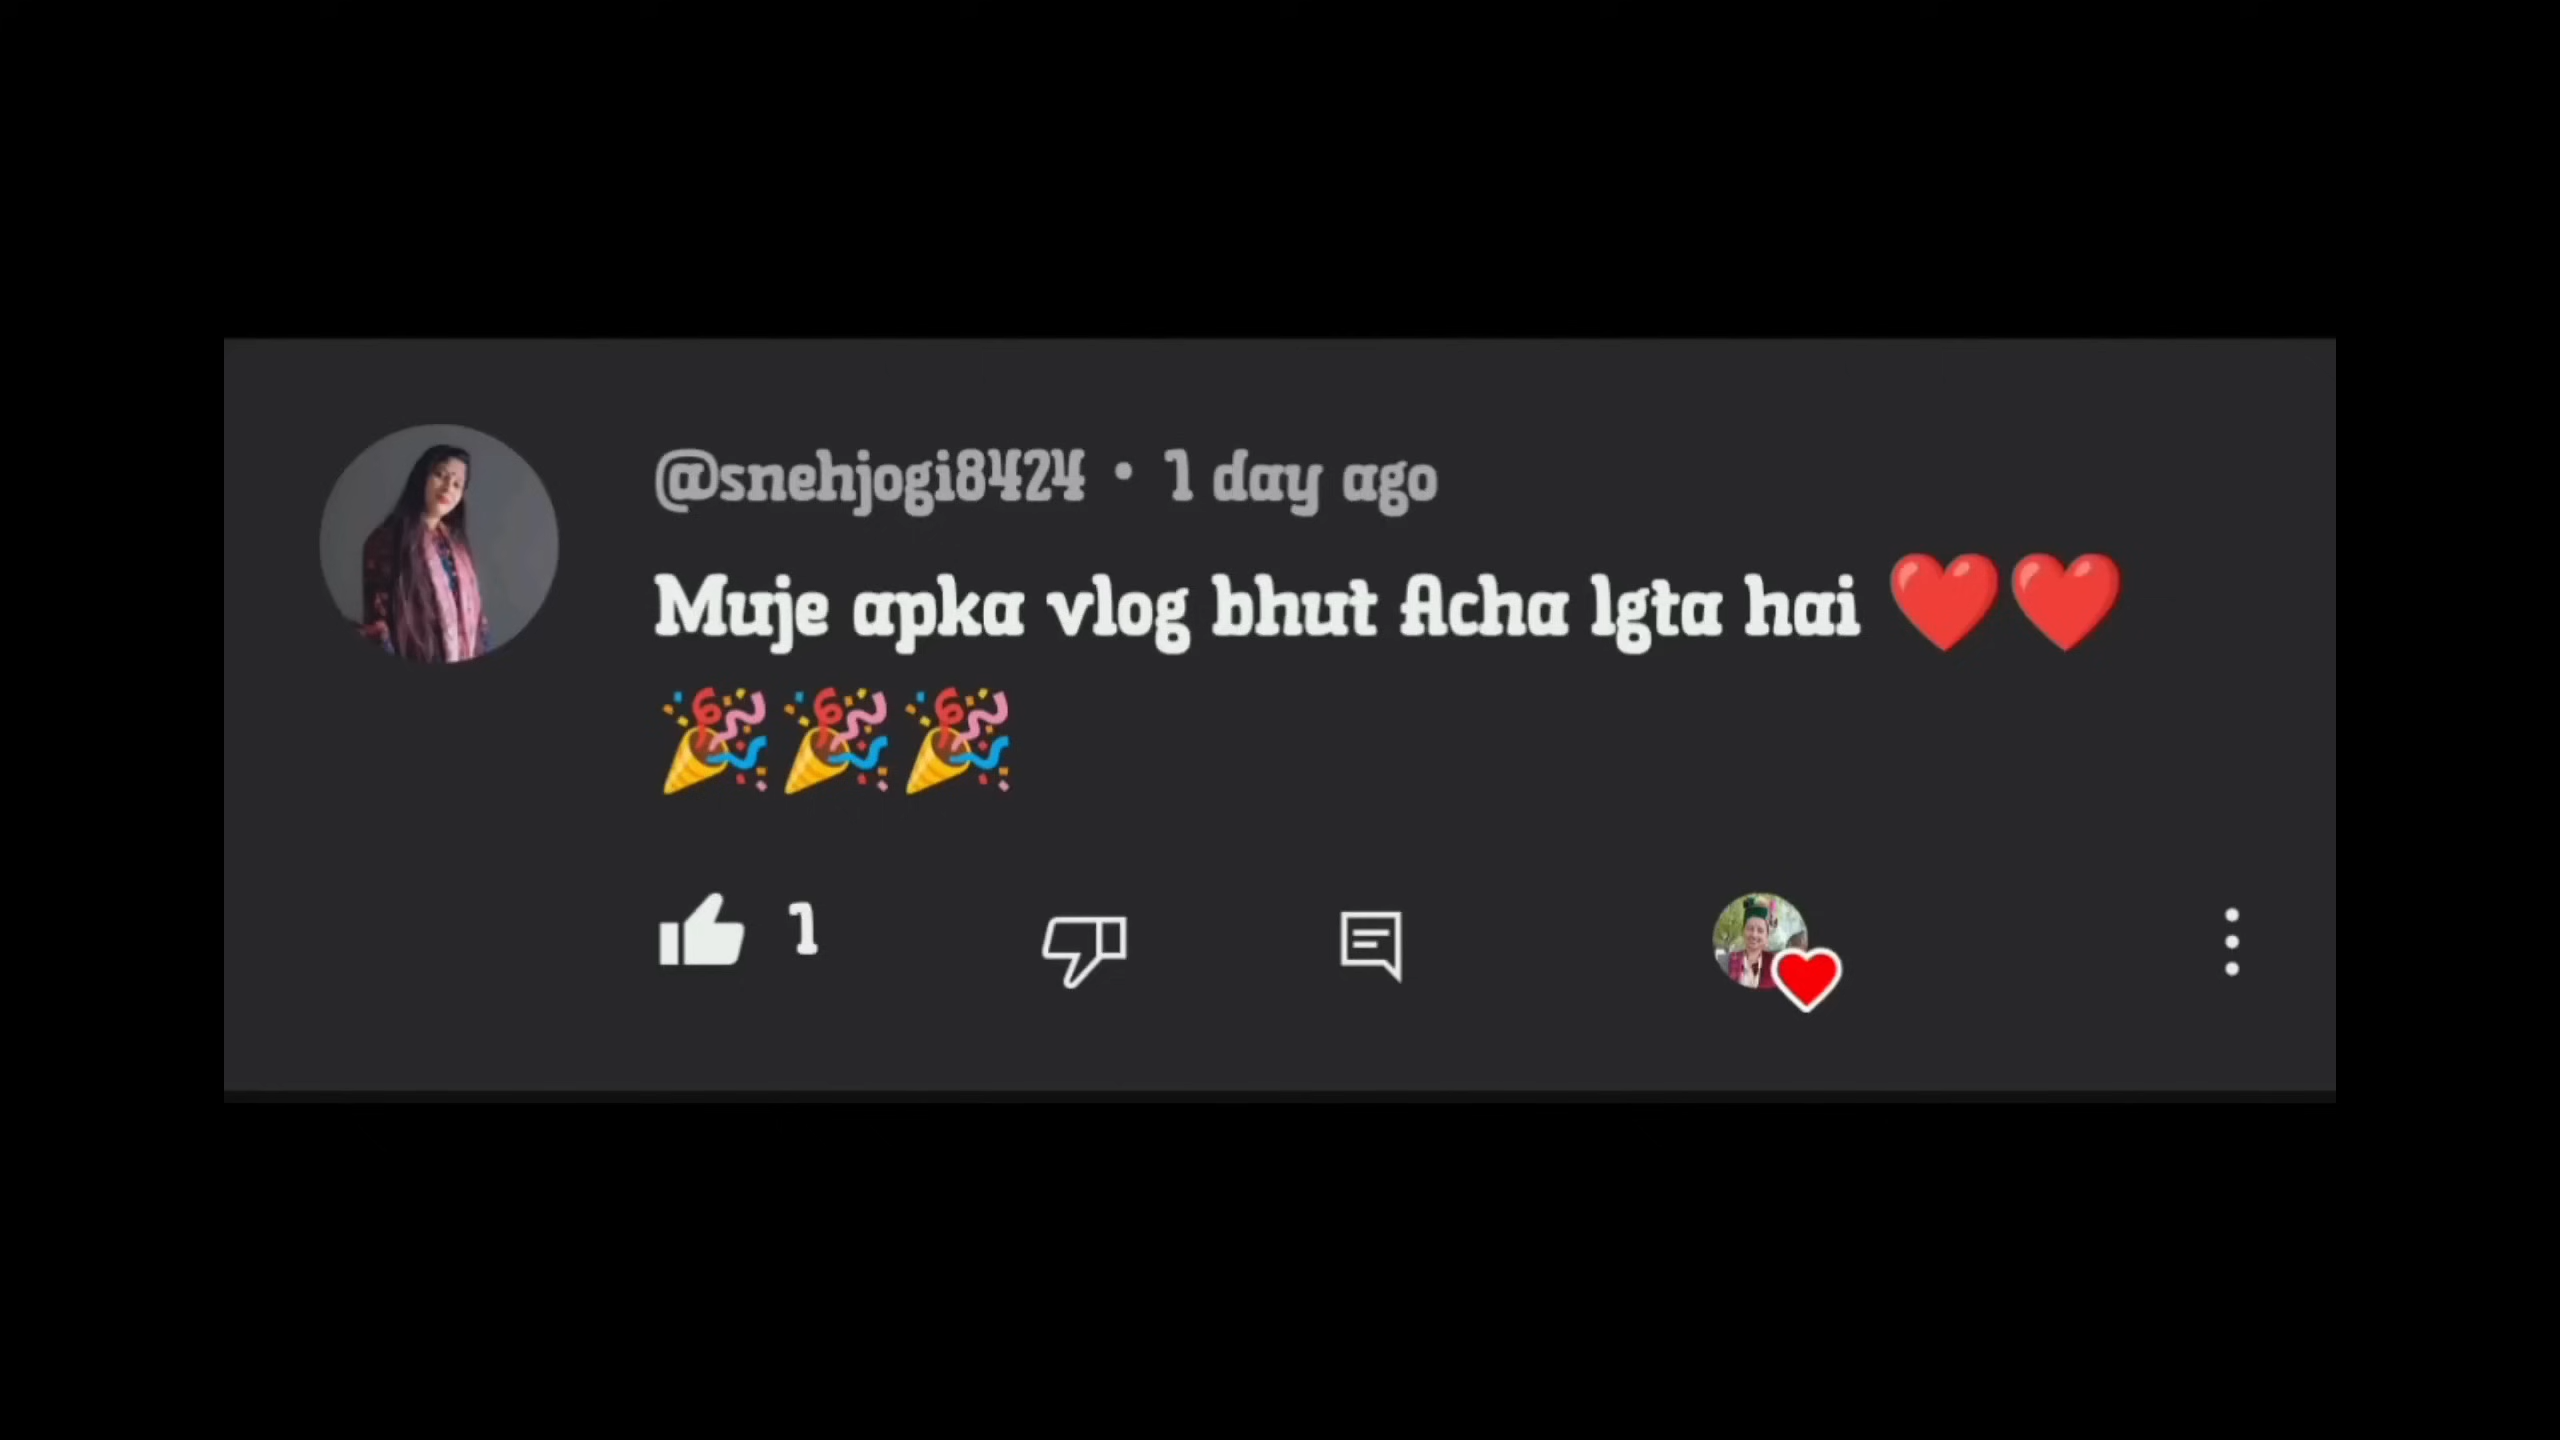 @snehjogi8424 • 1 day ago
Muje apka vlog bhut Acha lgta hai ❤️❤️
🎉🎉🎉
1